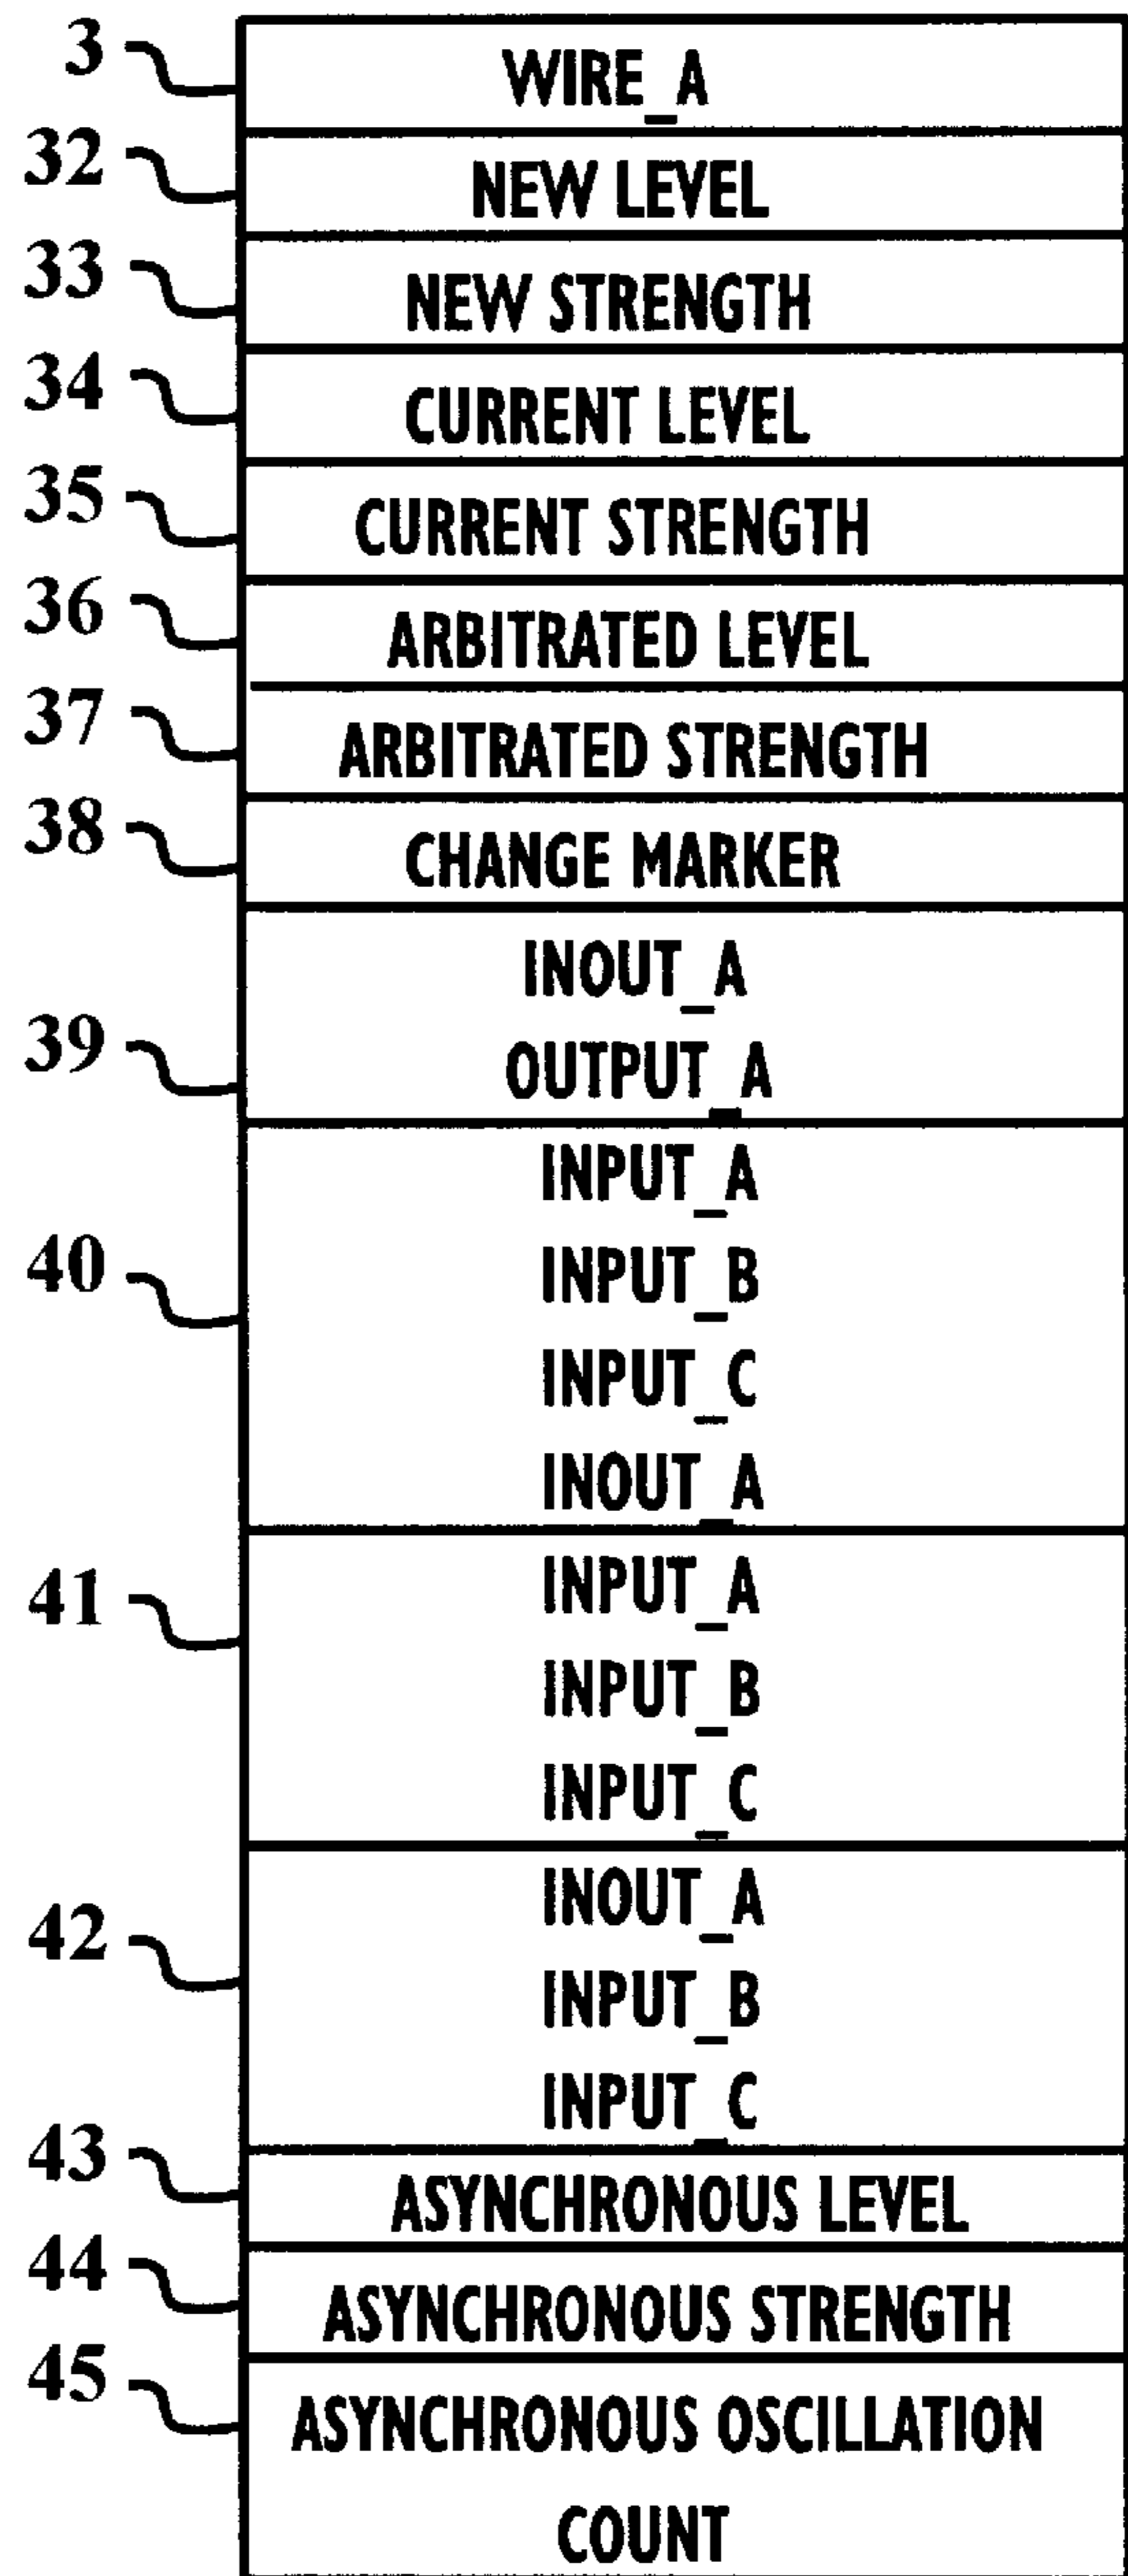 3 WIRE_A
32 NEW LEVEL
33 NEW STRENGTH
34 CURRENT LEVEL
35 CURRENT STRENGTH
36 ARBITRATED LEVEL
37 ARBITRATED STRENGTH
38 CHANGE MARKER
INOUT_A
39 OUTPUT_A
INPUT_A
40 INPUT_B
INPUT_C
INOUT_A
41 INPUT_A
INPUT_B
INPUT_C
42 INOUT_A
INPUT_B
INPUT_C
43 ASYNCHRONOUS LEVEL
44 ASYNCHRONOUS STRENGTH
45 ASYNCHRONOUS OSCILLATION
COUNT